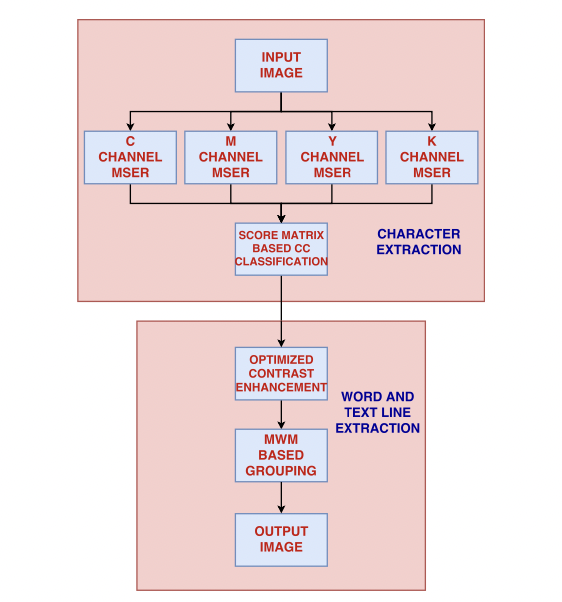 INPUT
IMAGE
C
CHANNEL
MSER
M
CHANNEL
MSER
Y
CHANNEL
MSER
K
CHANNEL
MSER
SCORE MATRIX
BASED CC
CLASSIFICATION
CHARACTER
EXTRACTION
OPTIMIZED
CONTRAST
ENHANCEMENT
WORD AND
TEXT LINE
EXTRACTION
MWM
BASED
GROUPING
OUTPUT
IMAGE